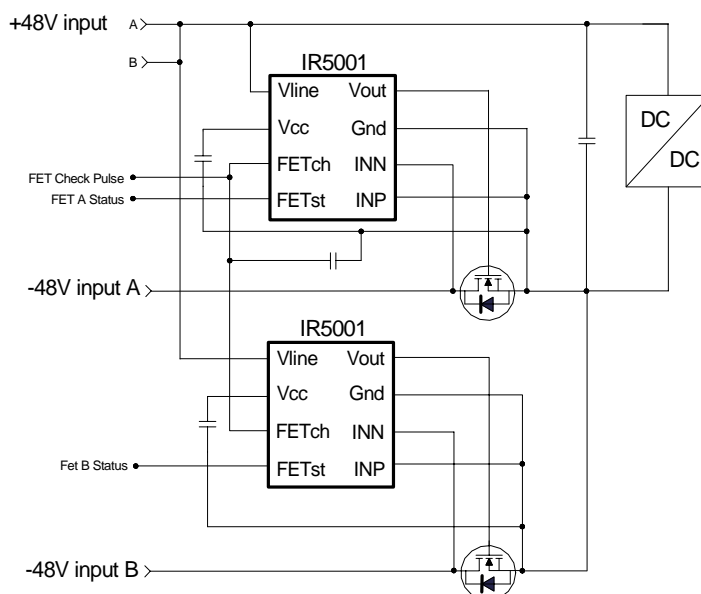 +48V input A
B
IR5001
Vline Vout
Vcc Gnd
FETch INN
FETst INP
FET Check Pulse
FET A Status
DC
DC
-48V input A
IR5001
Vline Vout
Vcc Gnd
FETch INN
FETst INP
Fet B Status
-48V input B